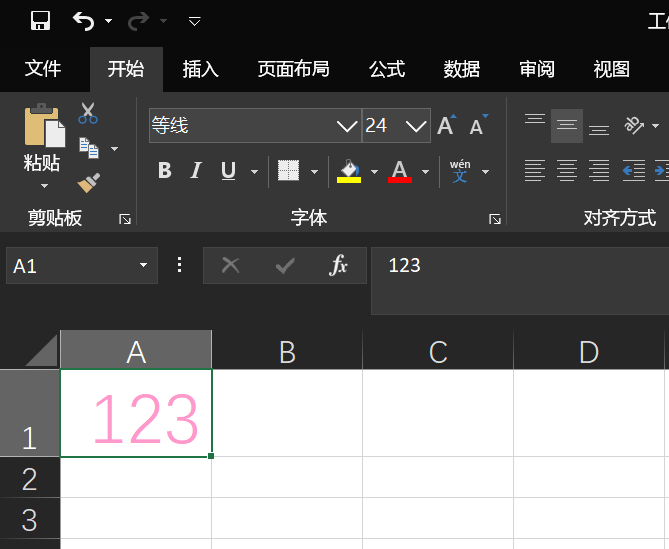 工
文件 开始 插入 页面布局 公式 数据 审阅 视图
等线 24 A A
粘贴
B I U A wén 文
剪贴板 字体 对齐方式
A1 fx 123
A B C D
1 123
2
3